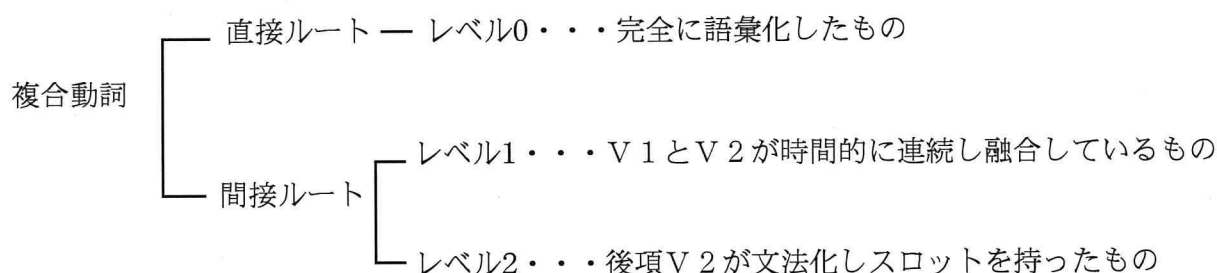 直接ルート ― レベル0・・・完全に語彙化したもの
複合動詞
レベル1・・・V1とV2が時間的に連続し融合しているもの
間接ルート
レベル2・・・後項V2が文法化しスロットを持ったもの